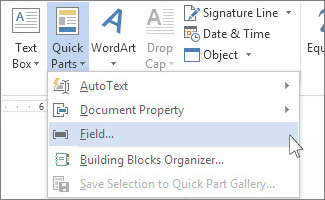 Text Box
Quick Parts
WordArt
Drop Cap
Signature Line
Date & Time
Object
Equ
AutoText
Document Property
Field...
Building Blocks Organizer...
Save Selection to Quick Part Gallery...
6